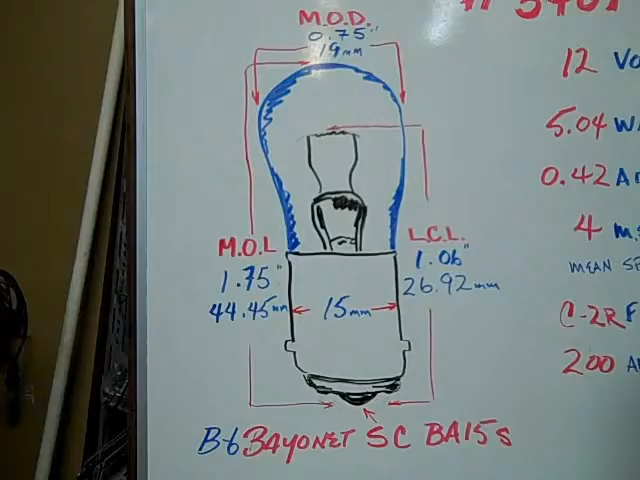 M.O.D.
0.75"
19mm
12 Vo
5.04 W
0.42 A
4 m.s
MEAN SP
C-2R F
200 A
M.O.L
1.75"
44.45mm
L.C.L.
1.06"
26.92mm
15mm
B-6 BAYONET SC BA15s